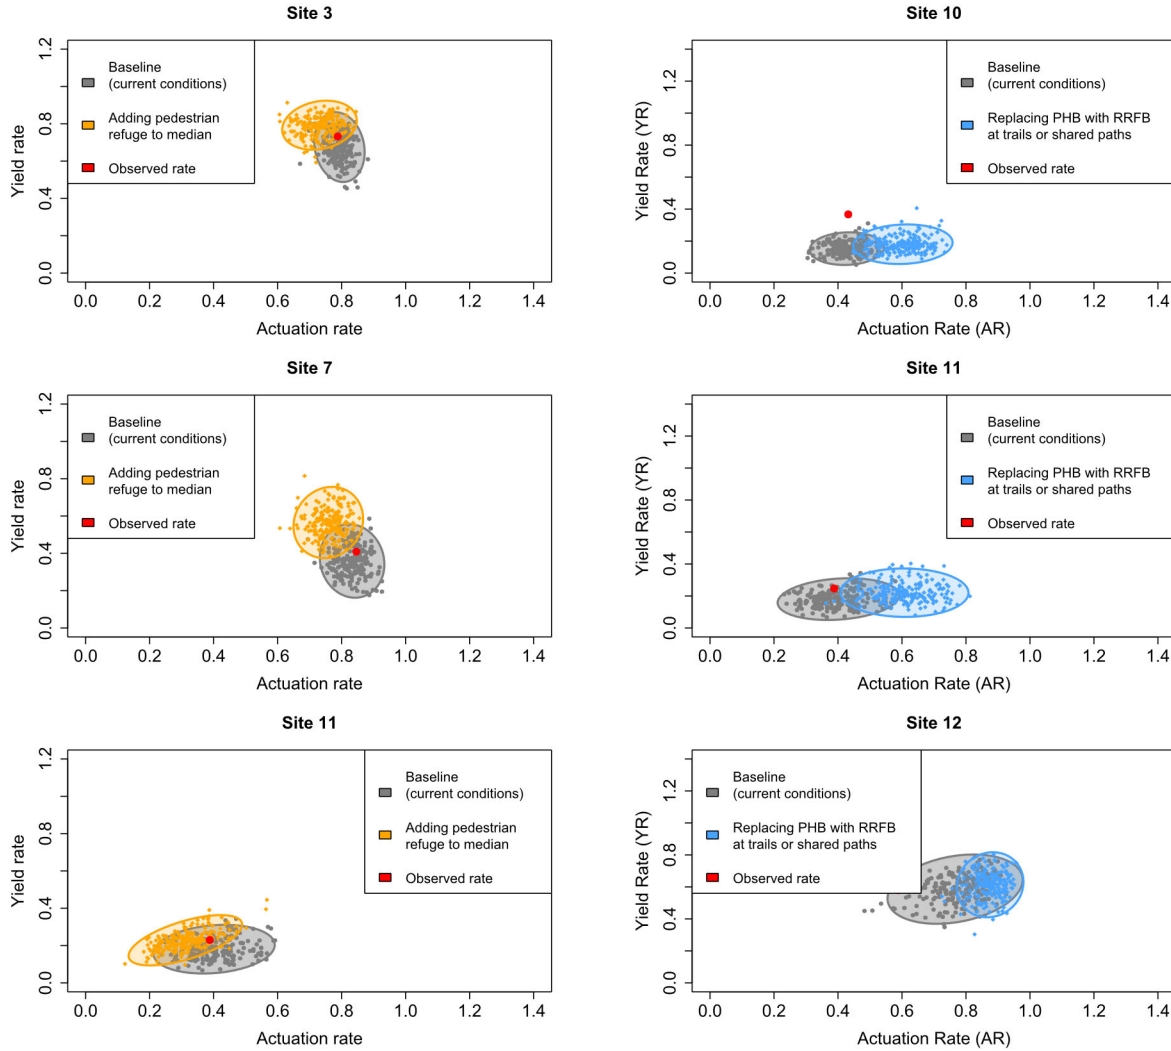 Site 3
1.2
0.8
0.4
0.0
Yield rate
Baseline
(current conditions)
Adding pedestrian
refuge to median
Observed rate
0.0 0.2 0.4 0.6 0.8 1.0 1.2 1.4
Actuation rate
Site 10
1.4
1.0
0.8
0.4
0.0
Yield Rate (YR)
Baseline
(current conditions)
Replacing PHB with RRFB
at trails or shared paths
Observed rate
0.0 0.2 0.4 0.6 0.8 1.0 1.2 1.4
Actuation Rate (AR)
Site 7
1.2
0.8
0.4
0.0
Yield rate
Baseline
(current conditions)
Adding pedestrian
refuge to median
Observed rate
0.0 0.2 0.4 0.6 0.8 1.0 1.2 1.4
Actuation rate
Site 11
1.4
1.0
0.8
0.4
0.0
Yield Rate (YR)
Baseline
(current conditions)
Replacing PHB with RRFB
at trails or shared paths
Observed rate
0.0 0.2 0.4 0.6 0.8 1.0 1.2 1.4
Actuation Rate (AR)
Site 11
1.2
0.8
0.4
0.0
Yield rate
Baseline
(current conditions)
Adding pedestrian
refuge to median
Observed rate
0.0 0.2 0.4 0.6 0.8 1.0 1.2 1.4
Actuation rate
Site 12
1.4
1.0
0.8
0.4
0.0
Yield Rate (YR)
Baseline
(current conditions)
Replacing PHB with RRFB
at trails or shared paths
Observed rate
0.0 0.2 0.4 0.6 0.8 1.0 1.2 1.4
Actuation Rate (AR)